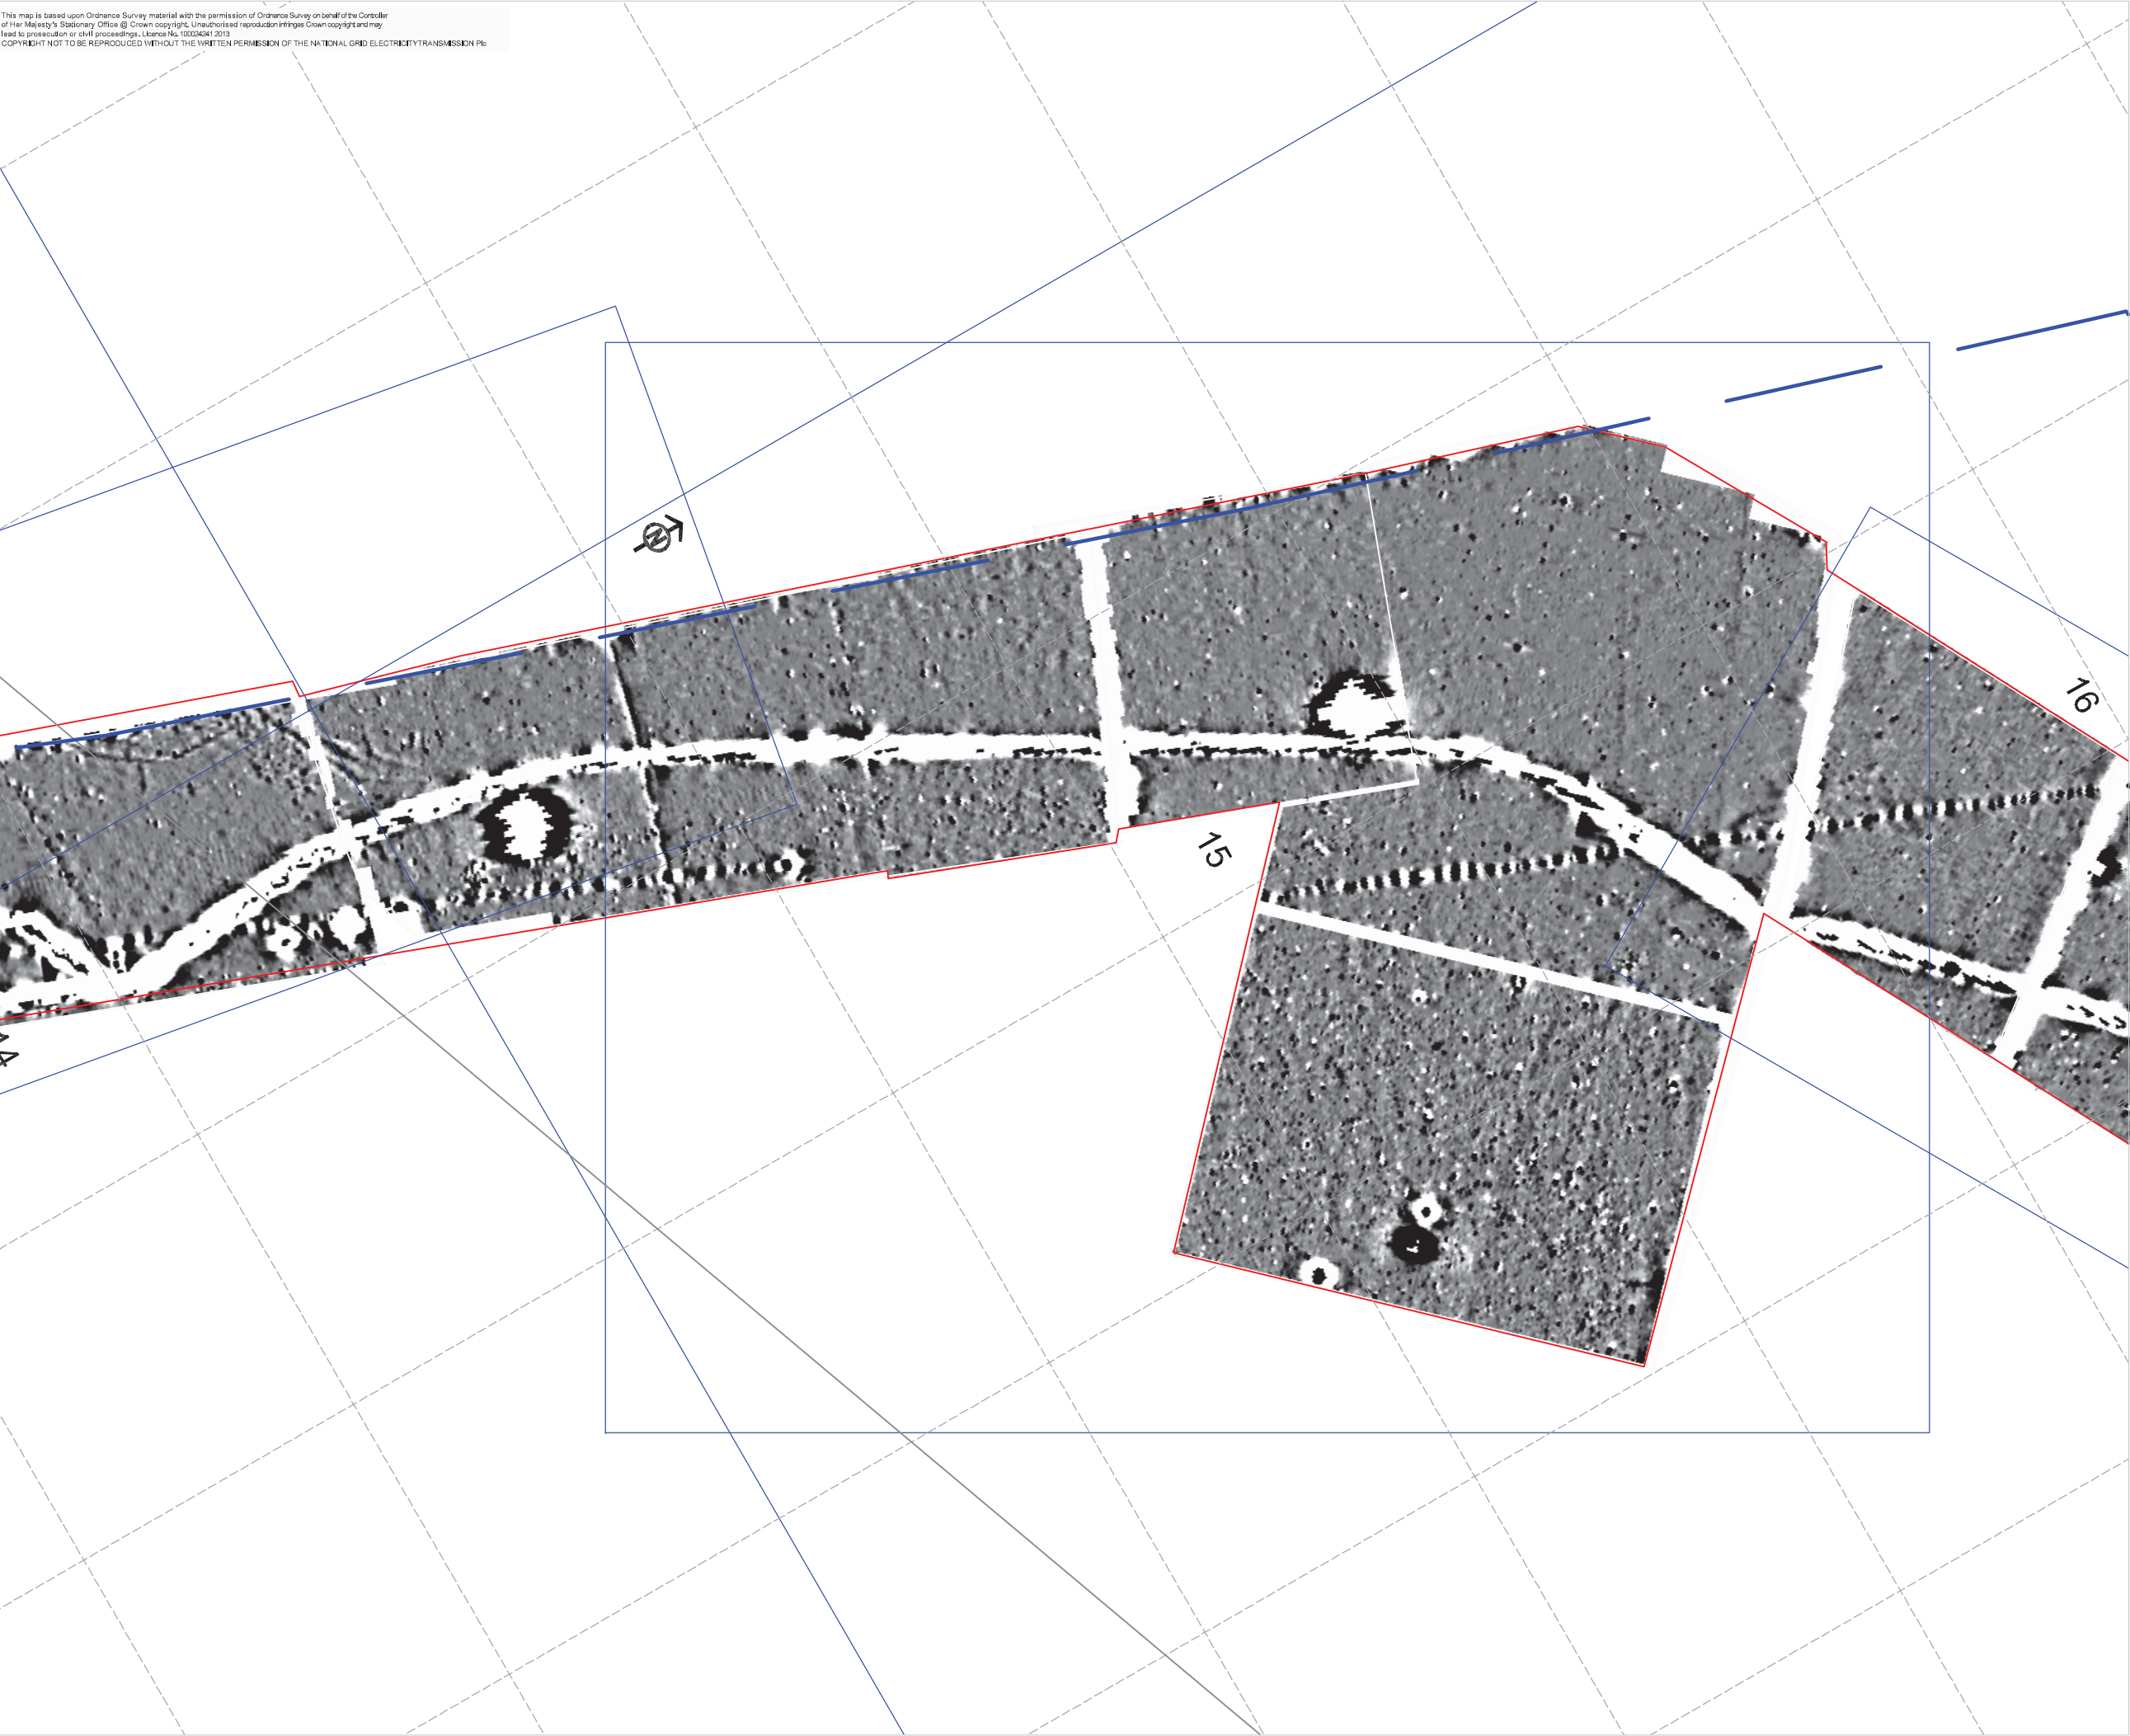 This map is based upon Ordnance Survey material with the permission of Ordnance Survey on behalf of the Controller
of Her Majesty's Stationary Office @ Crown copyright. Unauthorised reproduction infringes Crown copyright and may
lead to prosecution or civil proceedings. Licence No. 100024241 2013
COPYRIGHT NOT TO BE REPRODUCED WITHOUT THE WRITTEN PERMISSION OF THE NATIONAL GRID ELECTRICITY TRANSMISSION Plc
N
16
15